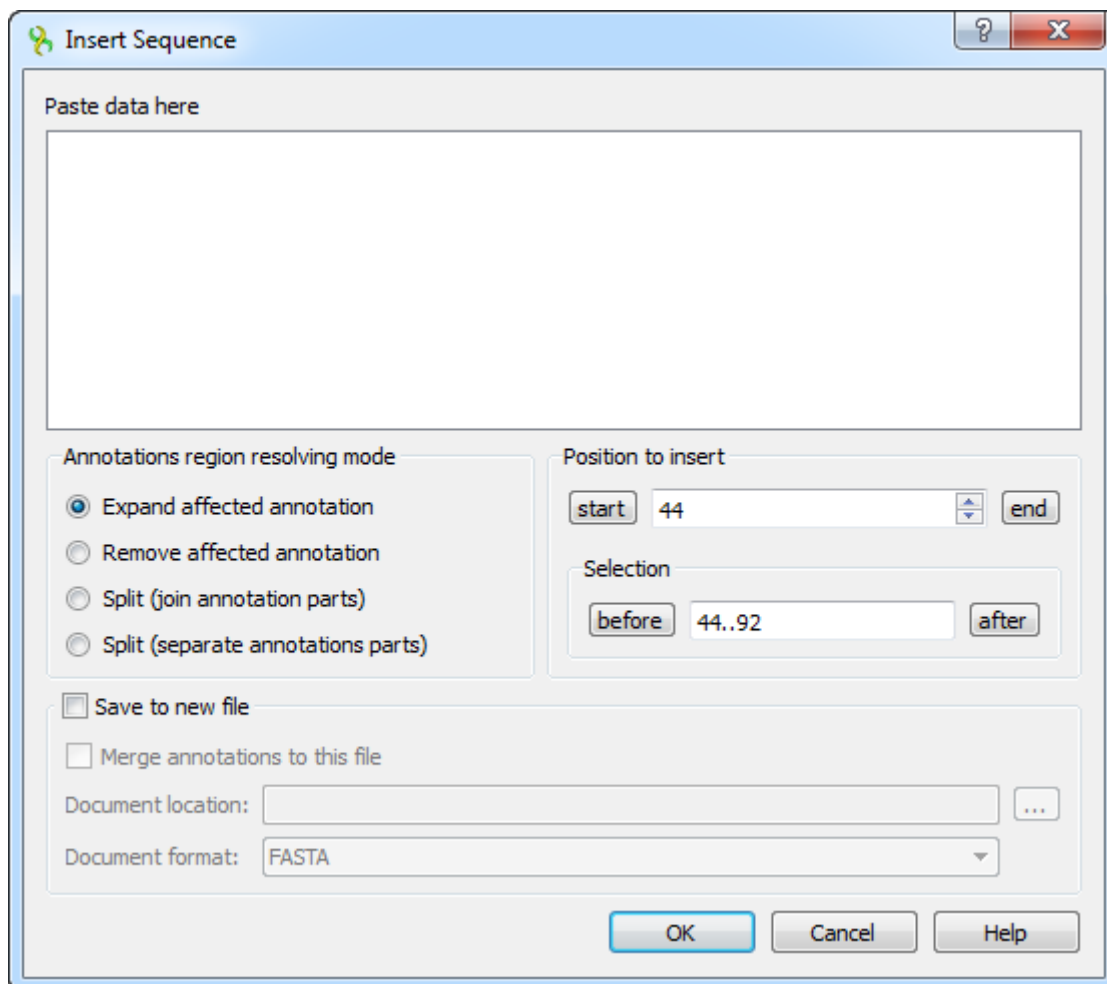 Insert Sequence
Paste data here
Annotations region resolving mode
Expand affected annotation
Remove affected annotation
Split (join annotation parts)
Split (separate annotations parts)
Position to insert
start 44 end
Selection
before 44..92 after
Save to new file
Merge annotations to this file
Document location: ...
Document format: FASTA
OK Cancel Help